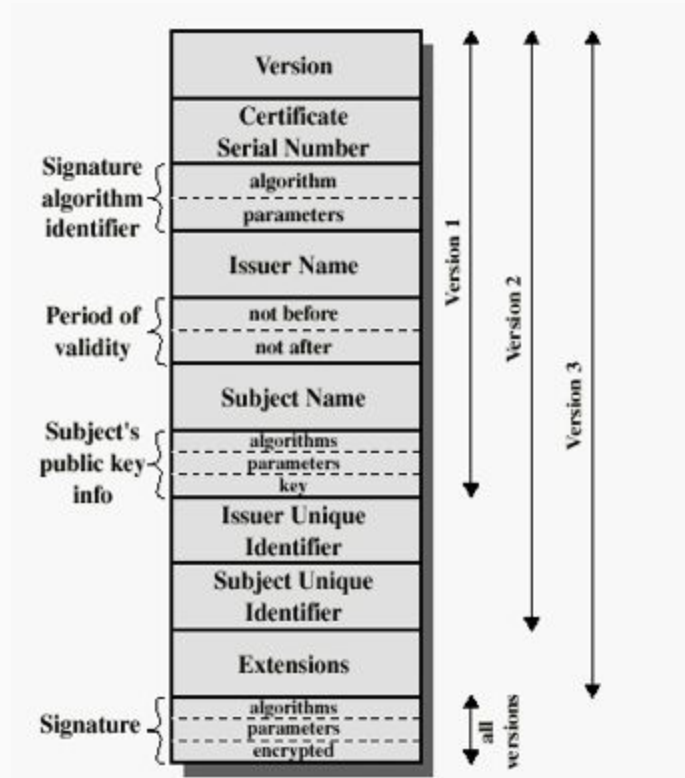 Version
Certificate
Serial Number
Signature
algorithm
identifier
algorithm
parameters
Issuer Name
Period of
validity
not before
not after
Subject Name
Subject's
public key
info
algorithms
parameters
key
Issuer Unique
Identifier
Subject Unique
Identifier
Extensions
Signature
algorithms
parameters
encrypted
Version 1
Version 2
Version 3
all
versions